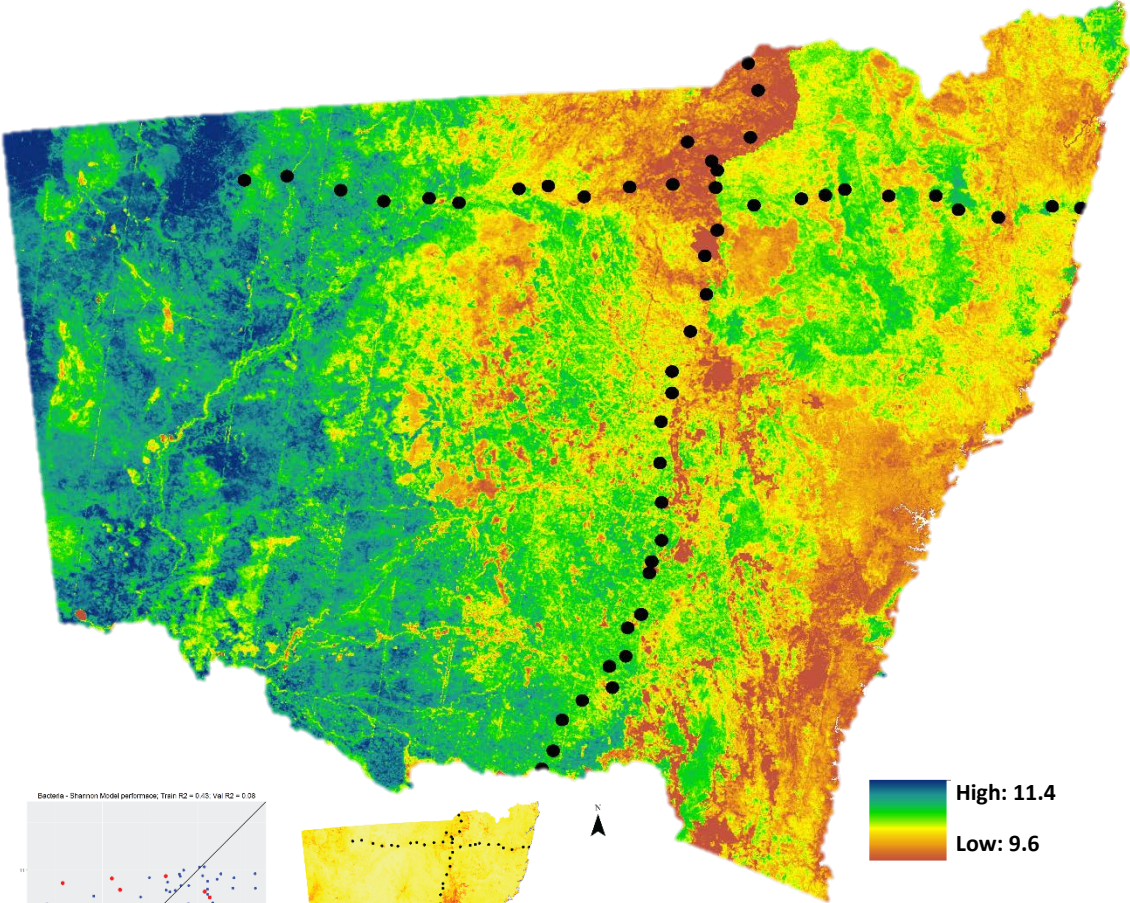 N
High: 11.4
Low: 9.6
Bacteria - Shannon Model performace; Train R2 = 0.43; Val R2 = 0.08